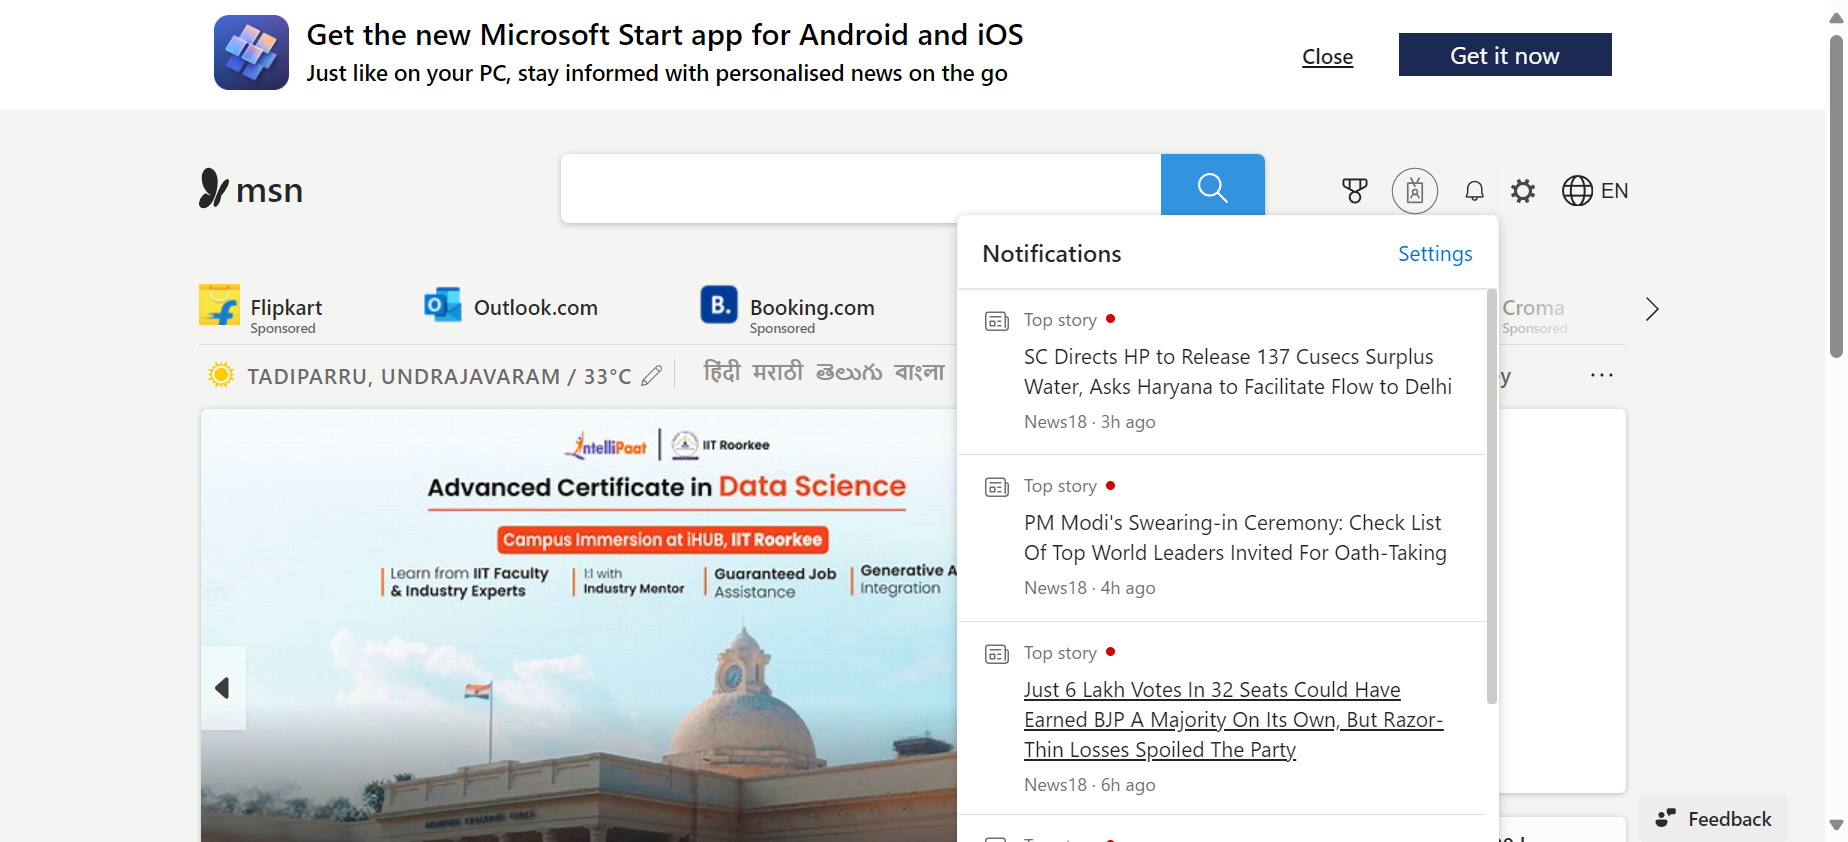 Get the new Microsoft Start app for Android and iOS
Just like on your PC, stay informed with personalised news on the go
Close
Get it now
msn
EN
Notifications
Settings
Flipkart
Sponsored
Outlook.com
Booking.com
Sponsored
Croma
Sponsored
TADIPARRU, UNDRAJAVARAM / 33°C
हिंदी मराठी తెలుగు বাংলা
y
...
Top story
SC Directs HP to Release 137 Cusecs Surplus
Water, Asks Haryana to Facilitate Flow to Delhi
News18 · 3h ago
Top story
PM Modi's Swearing-in Ceremony: Check List
Of Top World Leaders Invited For Oath-Taking
News18 · 4h ago
Top story
Just 6 Lakh Votes In 32 Seats Could Have
Earned BJP A Majority On Its Own, But Razor-
Thin Losses Spoiled The Party
News18 · 6h ago
intelliPaat
IIT Roorkee
Advanced Certificate in Data Science
Campus Immersion at iHUB, IIT Roorkee
Learn from IIT Faculty
& Industry Experts
1:1 with
Industry Mentor
Guaranteed Job
Assistance
Generative A
Integration
Feedback